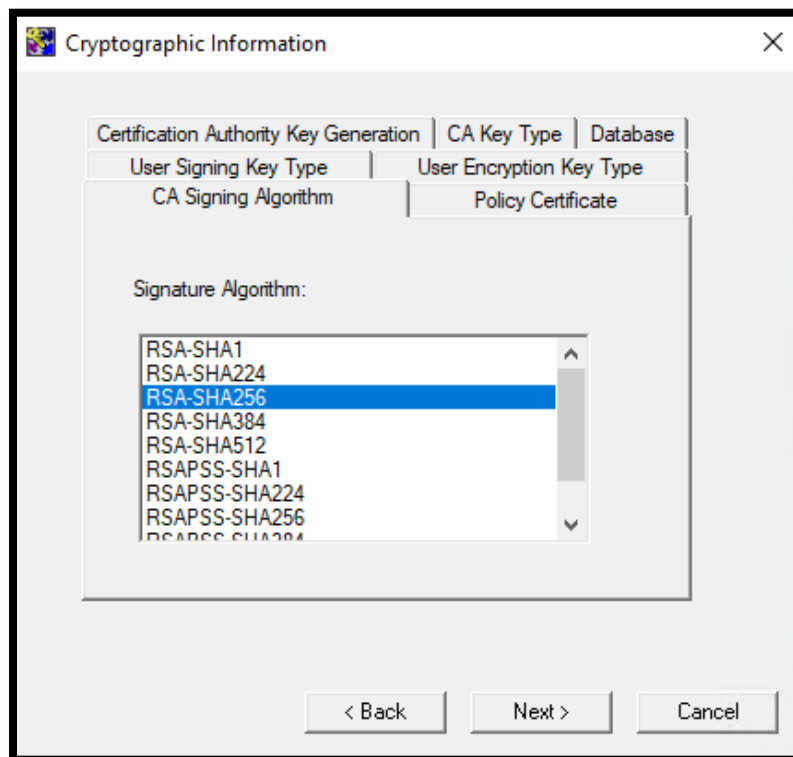 Cryptographic Information
Certification Authority Key Generation
CA Key Type
Database
User Signing Key Type
User Encryption Key Type
CA Signing Algorithm
Policy Certificate
Signature Algorithm:
RSA-SHA1
RSA-SHA224
RSA-SHA256
RSA-SHA384
RSA-SHA512
RSAPSS-SHA1
RSAPSS-SHA224
RSAPSS-SHA256
RSAPSS-SHA384
< Back
Next >
Cancel